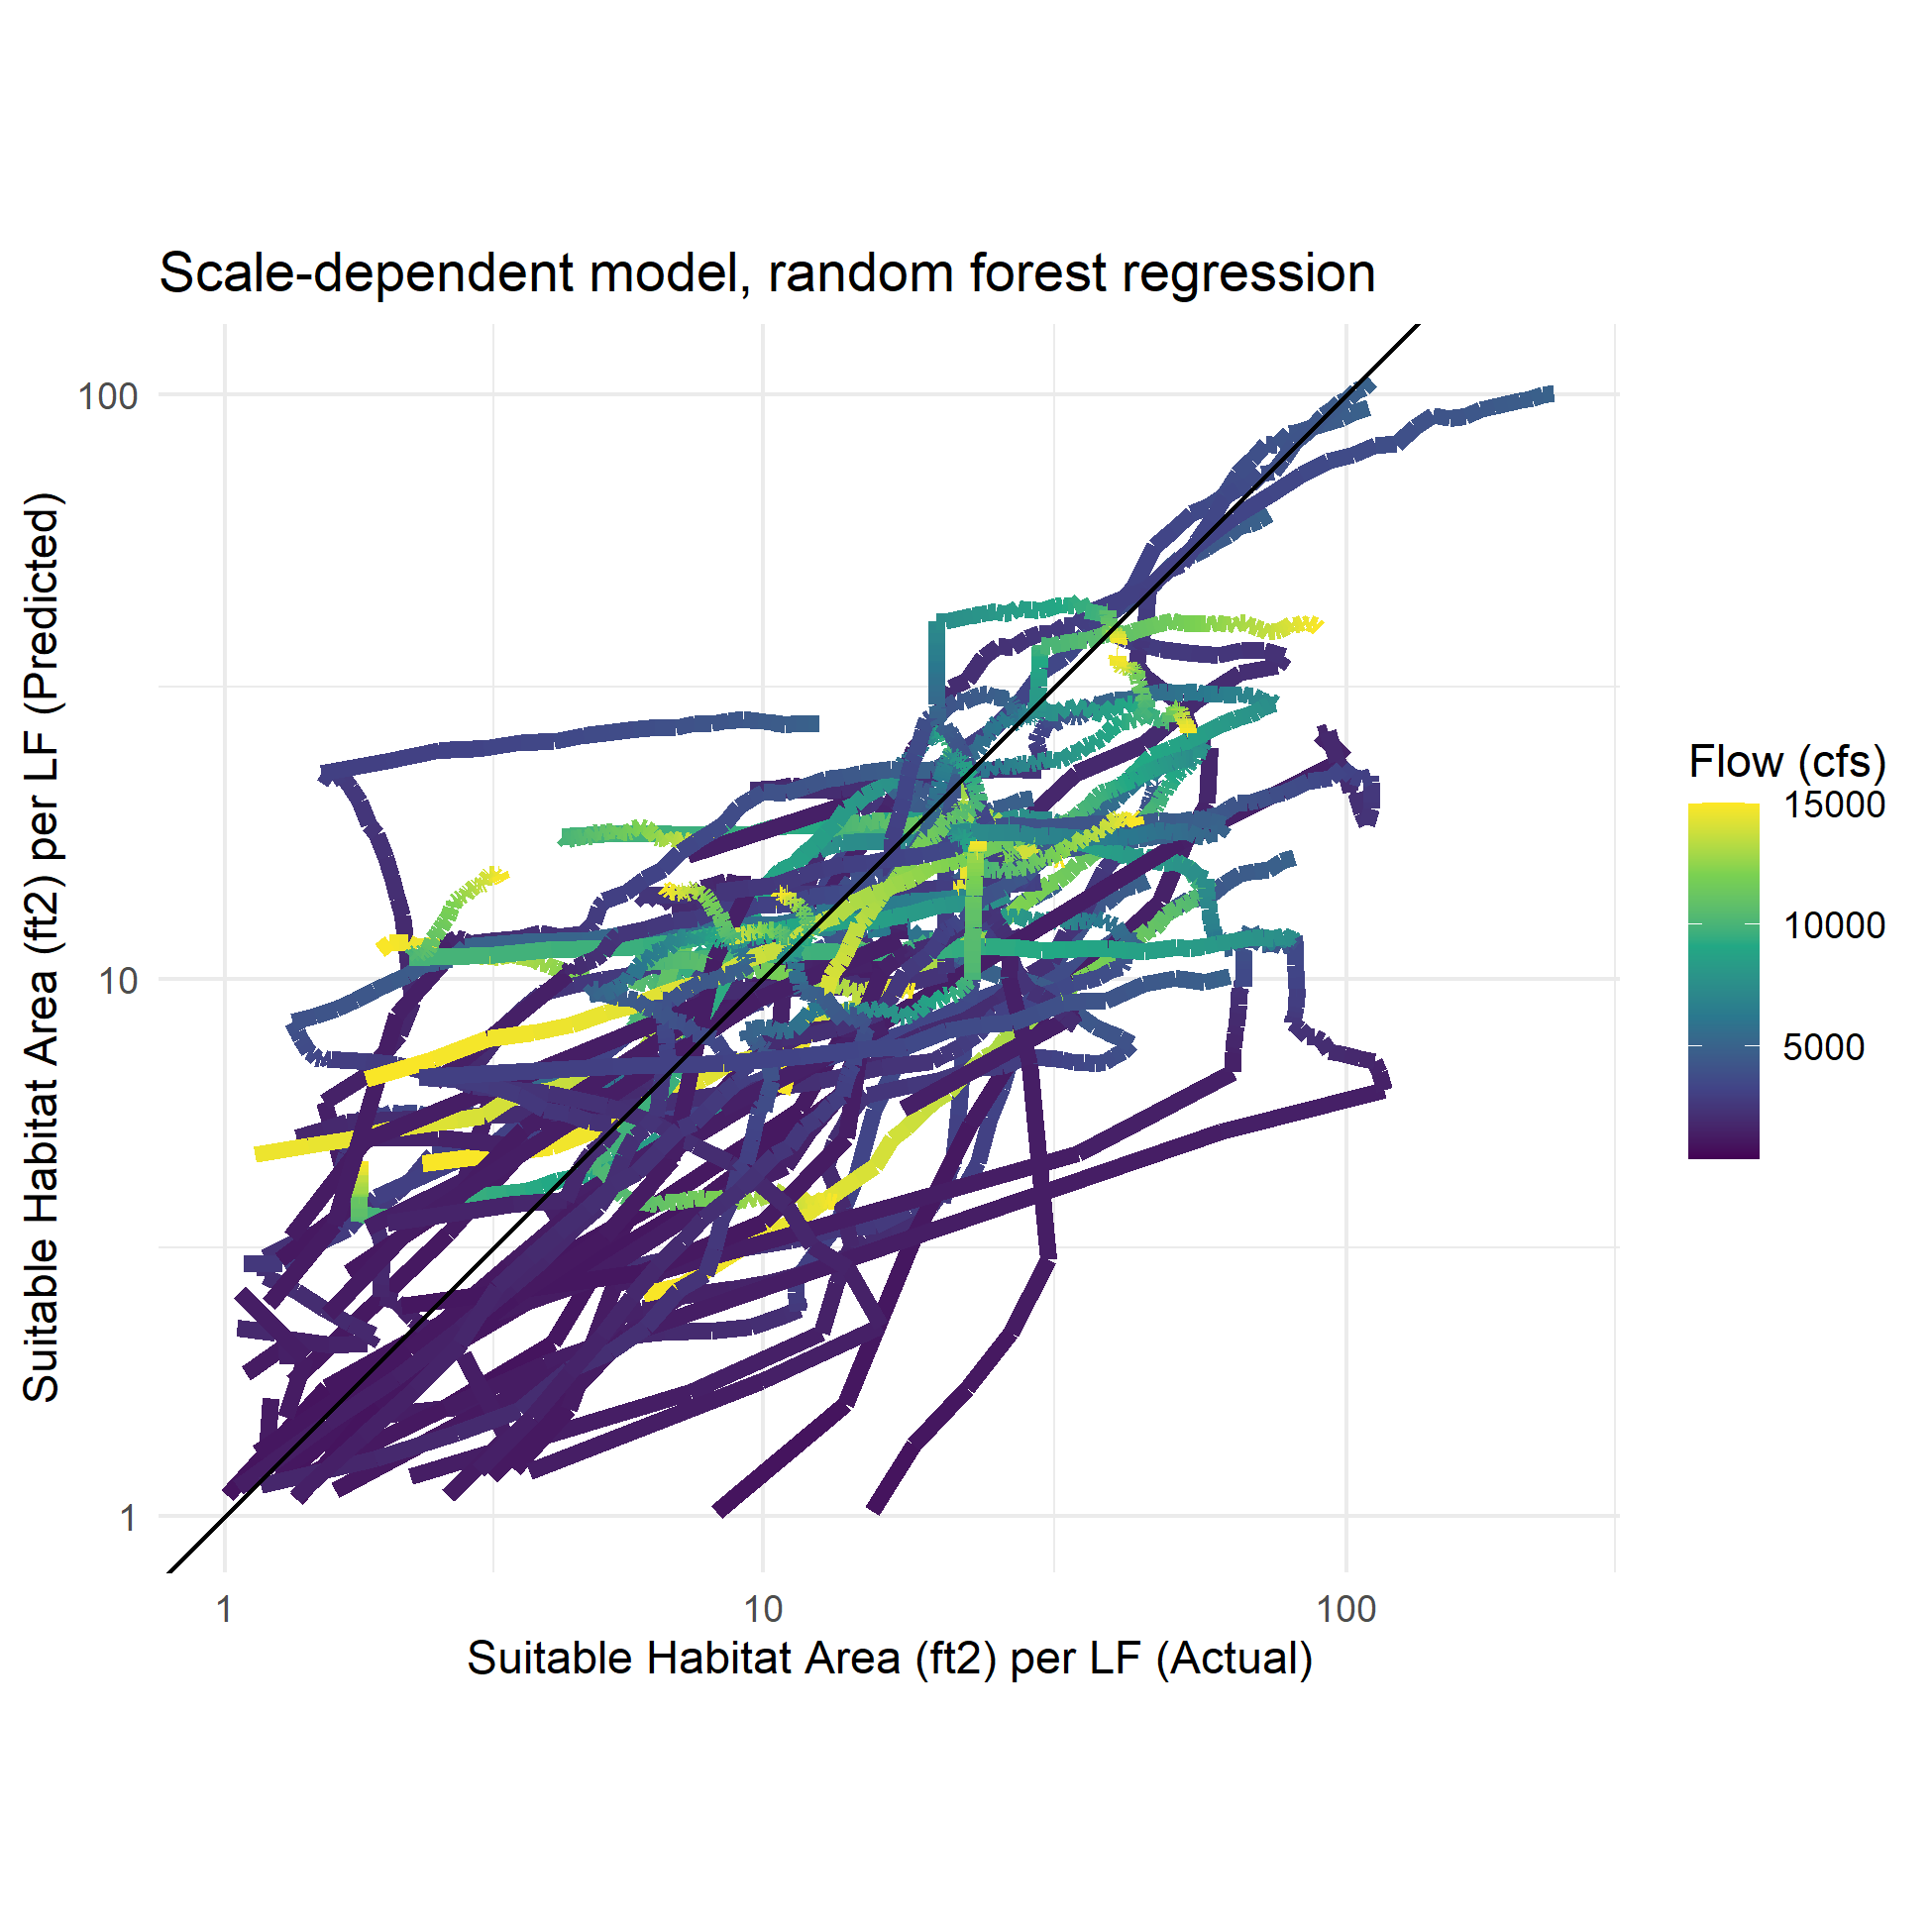 Scale-dependent model, random forest regression
Suitable Habitat Area (ft2) per LF (Predicted)
100
10
1
1
10
100
Suitable Habitat Area (ft2) per LF (Actual)
Flow (cfs)
15000
10000
5000